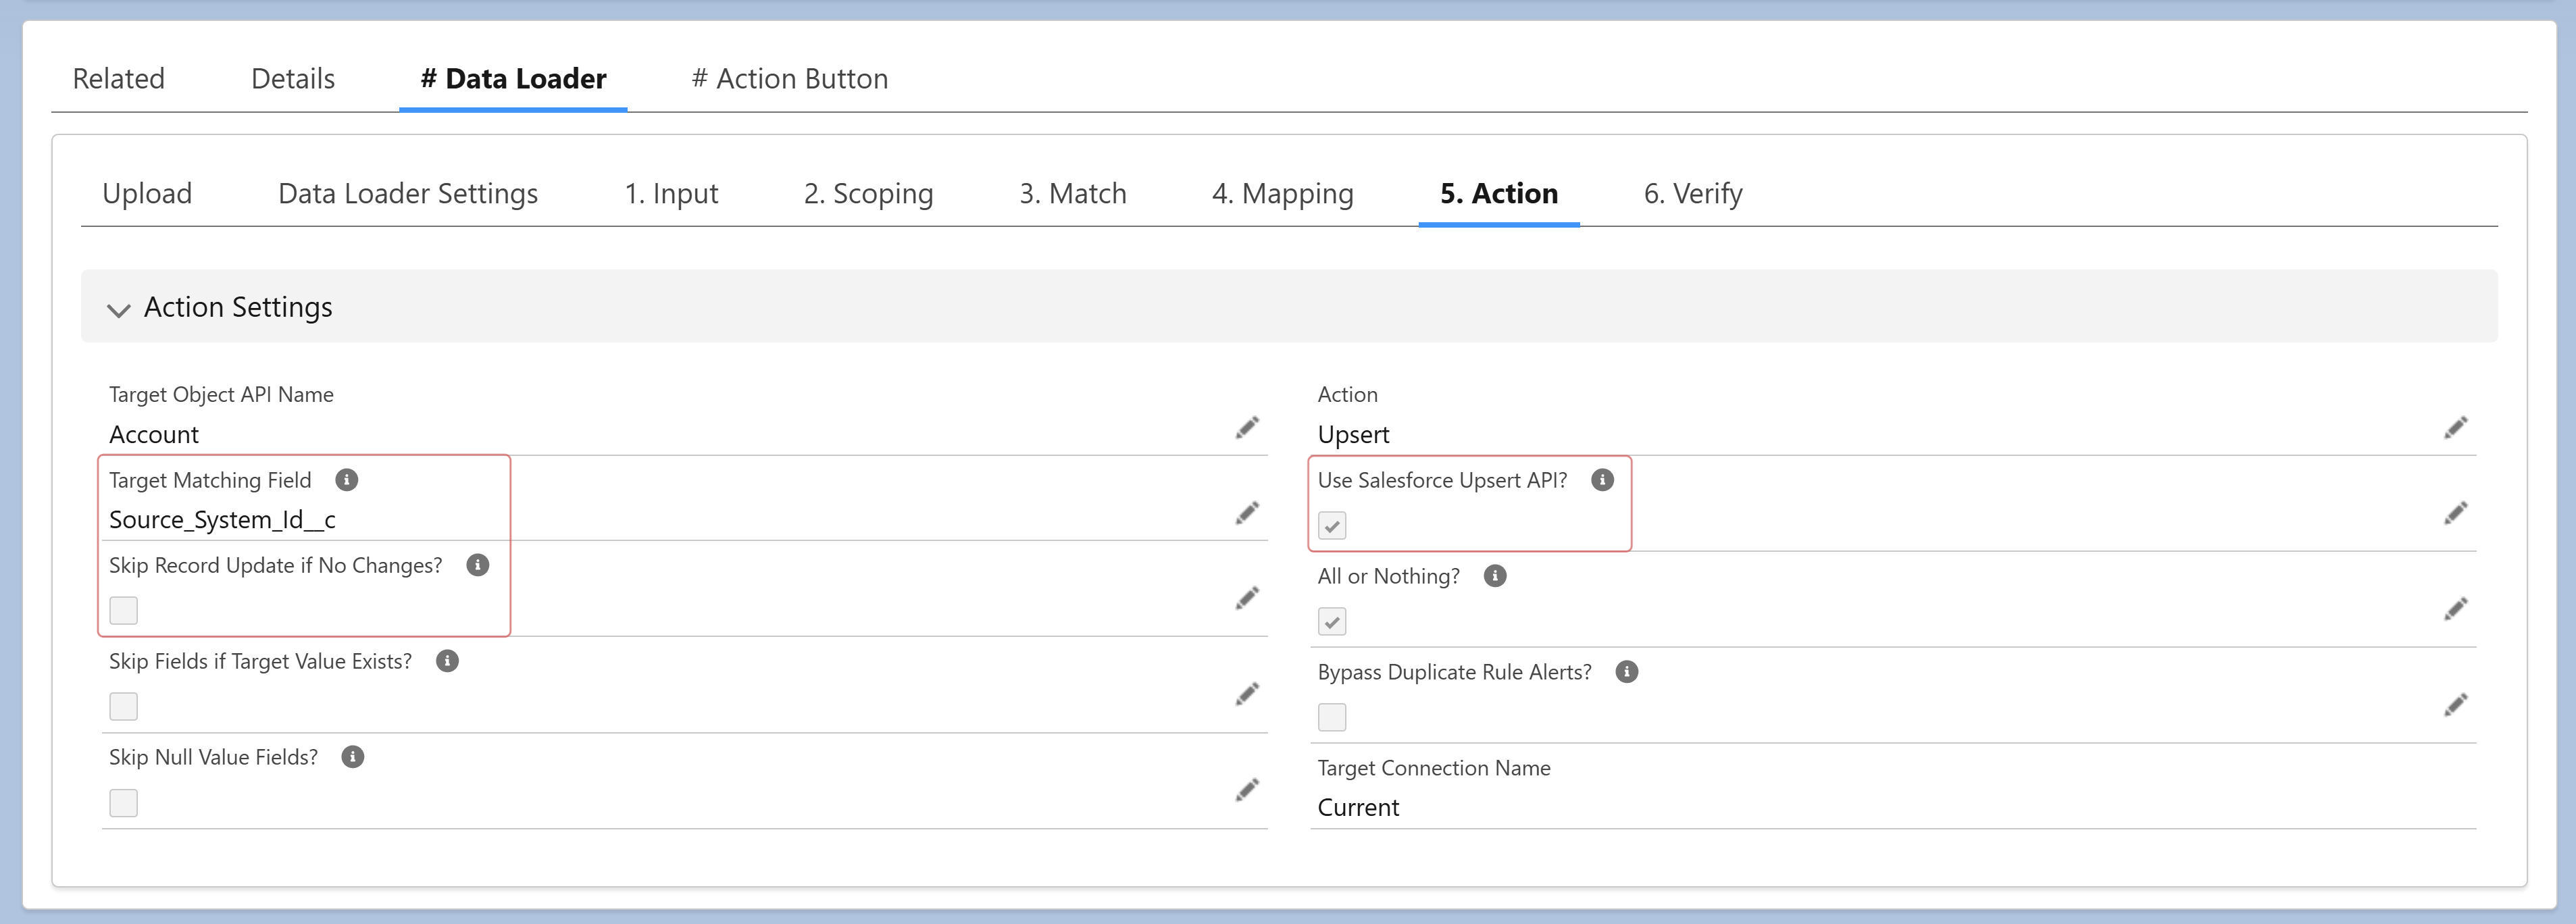 Related Details # Data Loader # Action Button
Upload Data Loader Settings 1. Input 2. Scoping 3. Match 4. Mapping 5. Action 6. Verify
Action Settings
Target Object API Name
Account
Target Matching Field
Source_System_Id__c
Skip Record Update if No Changes?
Skip Fields if Target Value Exists?
Skip Null Value Fields?
Action
Upsert
Use Salesforce Upsert API?
All or Nothing?
Bypass Duplicate Rule Alerts?
Target Connection Name
Current